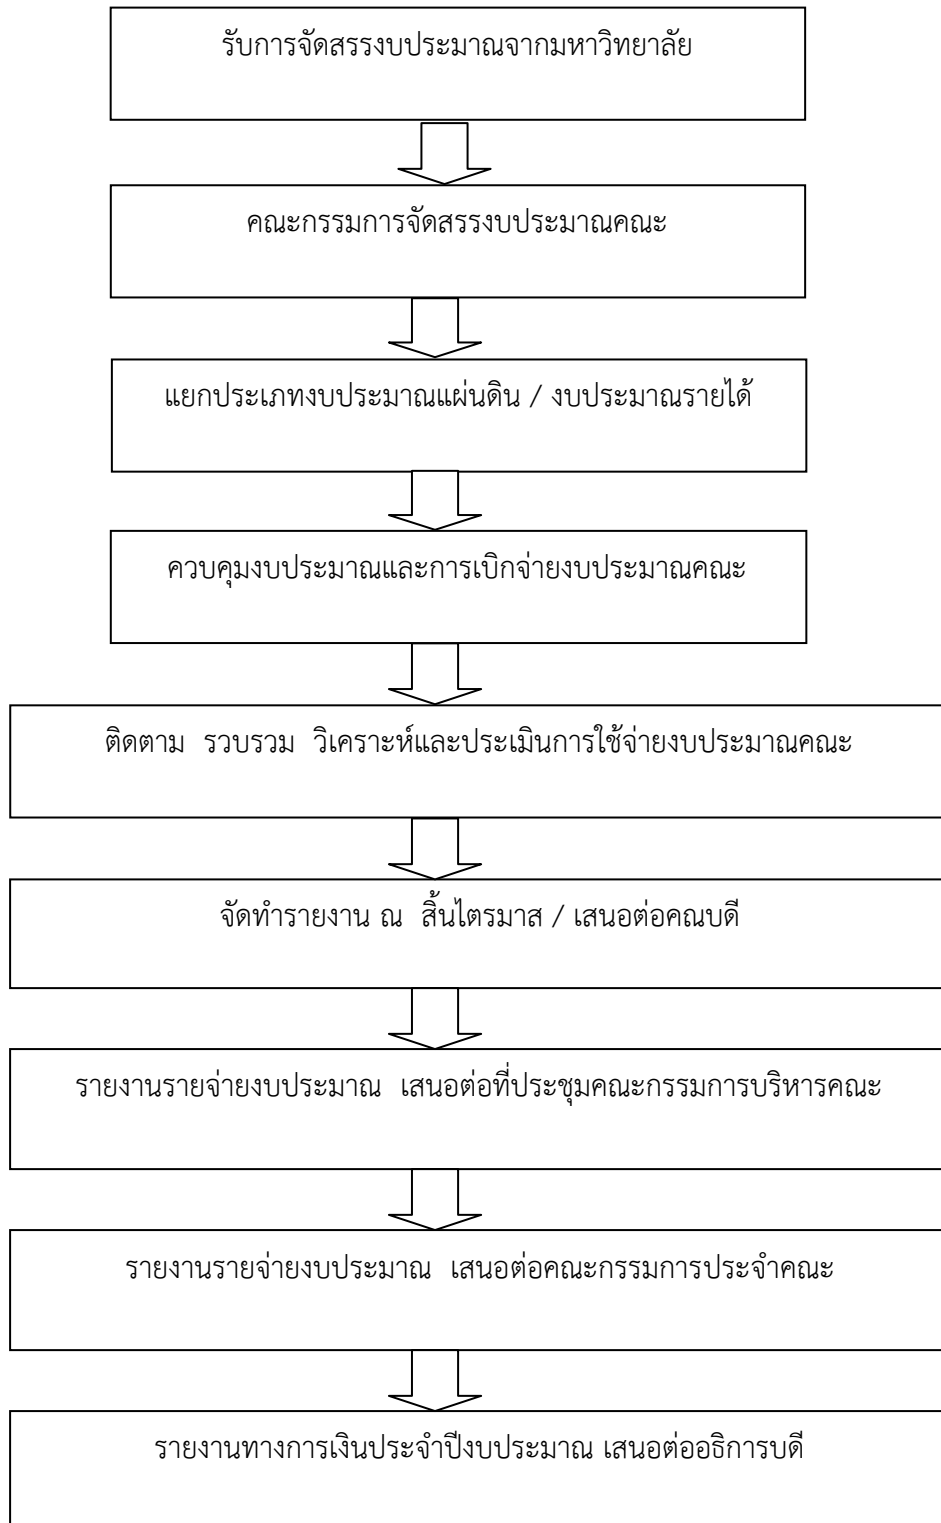 รับการจัดสรรงบประมาณจากมหาวิทยาลัย
คณะกรรมการจัดสรรงบประมาณคณะ
แยกประเภทงบประมาณแผ่นดิน / งบประมาณรายได้
ควบคุมงบประมาณและการเบิกจ่ายงบประมาณคณะ
ติดตาม รวบรวม วิเคราะห์และประเมินการใช้จ่ายงบประมาณคณะ
จัดทำรายงาน ณ สิ้นไตรมาส / เสนอต่อคณบดี
รายงานรายจ่ายงบประมาณ เสนอต่อที่ประชุมคณะกรรมการบริหารคณะ
รายงานรายจ่ายงบประมาณ เสนอต่อคณะกรรมการประจำคณะ
รายงานทางการเงินประจำปีงบประมาณ เสนอต่ออธิการบดี